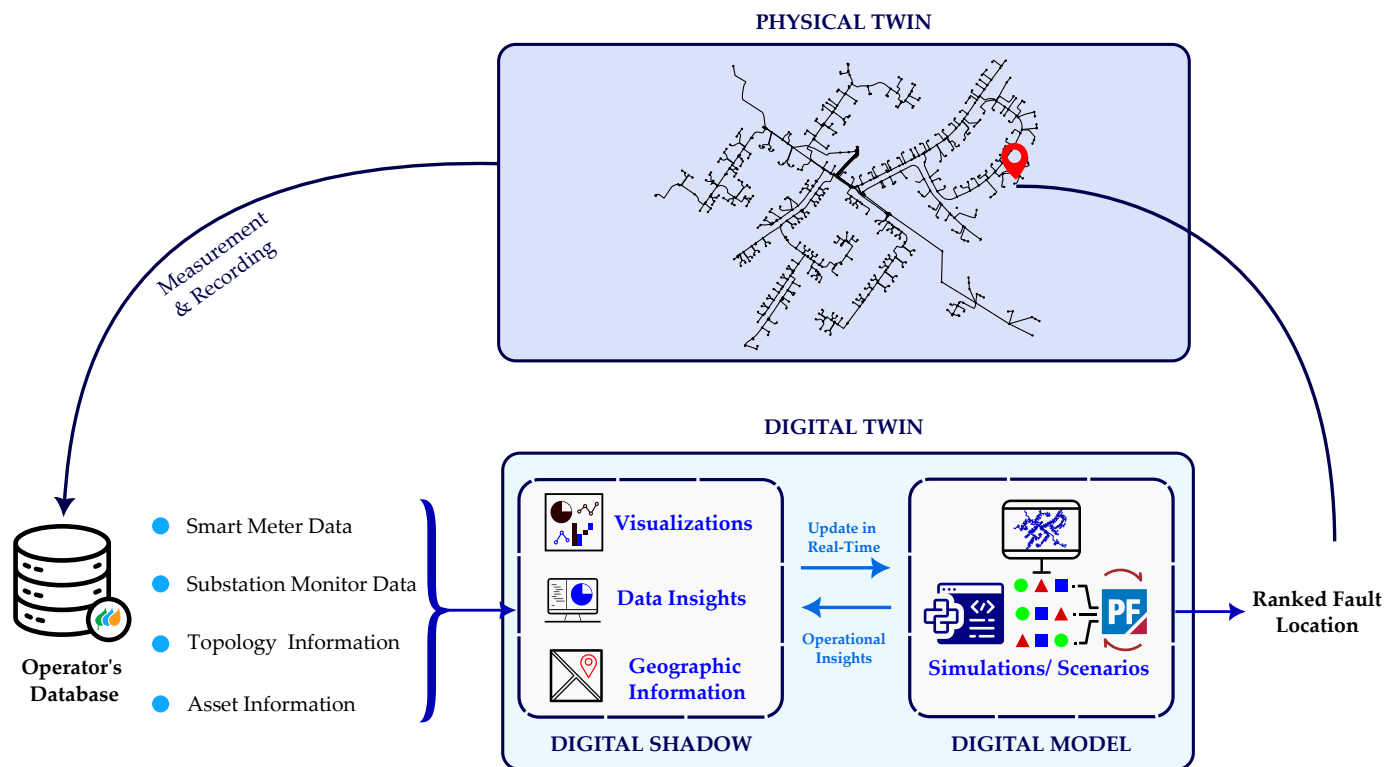 PHYSICAL TWIN
Measurement
& Recording
DIGITAL TWIN
Smart Meter Data
Substation Monitor Data
Topology Information
Asset Information
Operator's
Database
Visualizations
Data Insights
Geographic
Information
DIGITAL SHADOW
Update in
Real-Time
Operational
Insights
PF
Simulations/ Scenarios
DIGITAL MODEL
Ranked Fault
Location